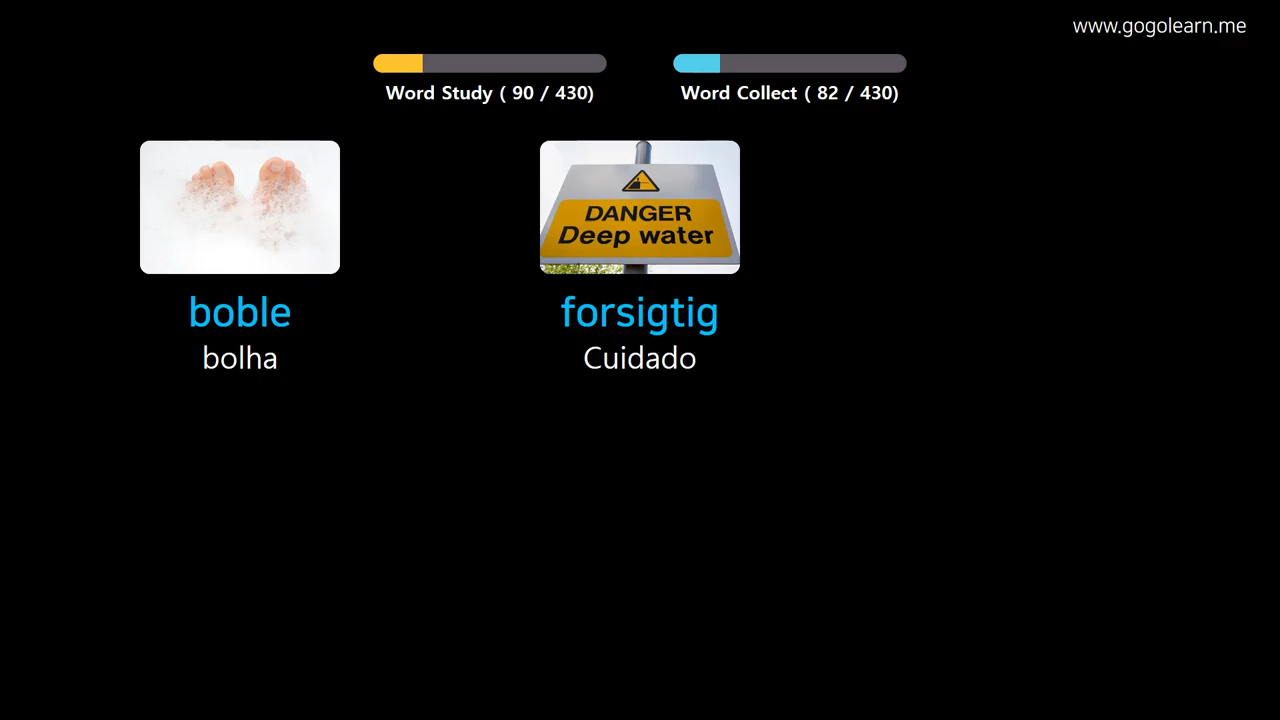 www.gogolearn.me
Word Study ( 90 / 430)
Word Collect ( 82 / 430)
DANGER
Deep water
boble
bolha
forsigtig
Cuidado